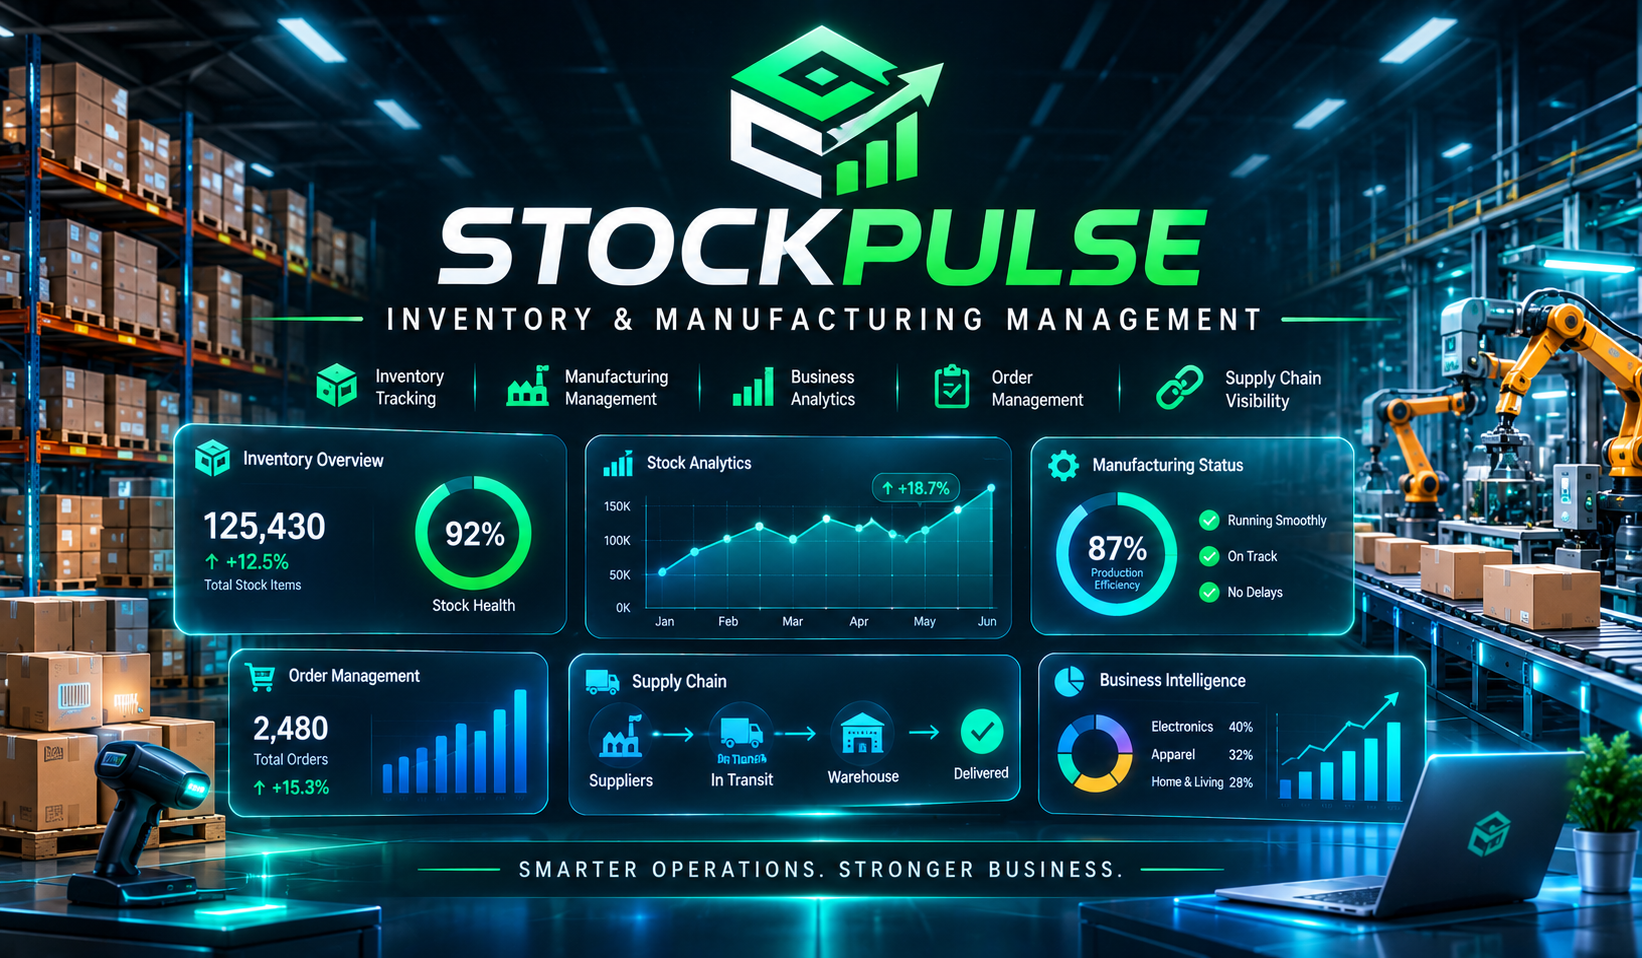 STOCKPULSE
INVENTORY & MANUFACTURING MANAGEMENT
Inventory
Tracking
Manufacturing
Management
Business
Analytics
Order
Management
Supply Chain
Visibility
Inventory Overview
125,430
↑ +12.5%
Total Stock Items
92%
Stock Health
Stock Analytics
↑ +18.7%
150K
100K
50K
0K
Jan Feb Mar Apr May Jun
Manufacturing Status
87%
Production
Efficiency
Running Smoothly
On Track
No Delays
Order Management
2,480
Total Orders
↑ +15.3%
Supply Chain
Suppliers
In Transit
Warehouse
Delivered
Business Intelligence
Electronics 40%
Apparel 32%
Home & Living 28%
SMARTER OPERATIONS. STRONGER BUSINESS.